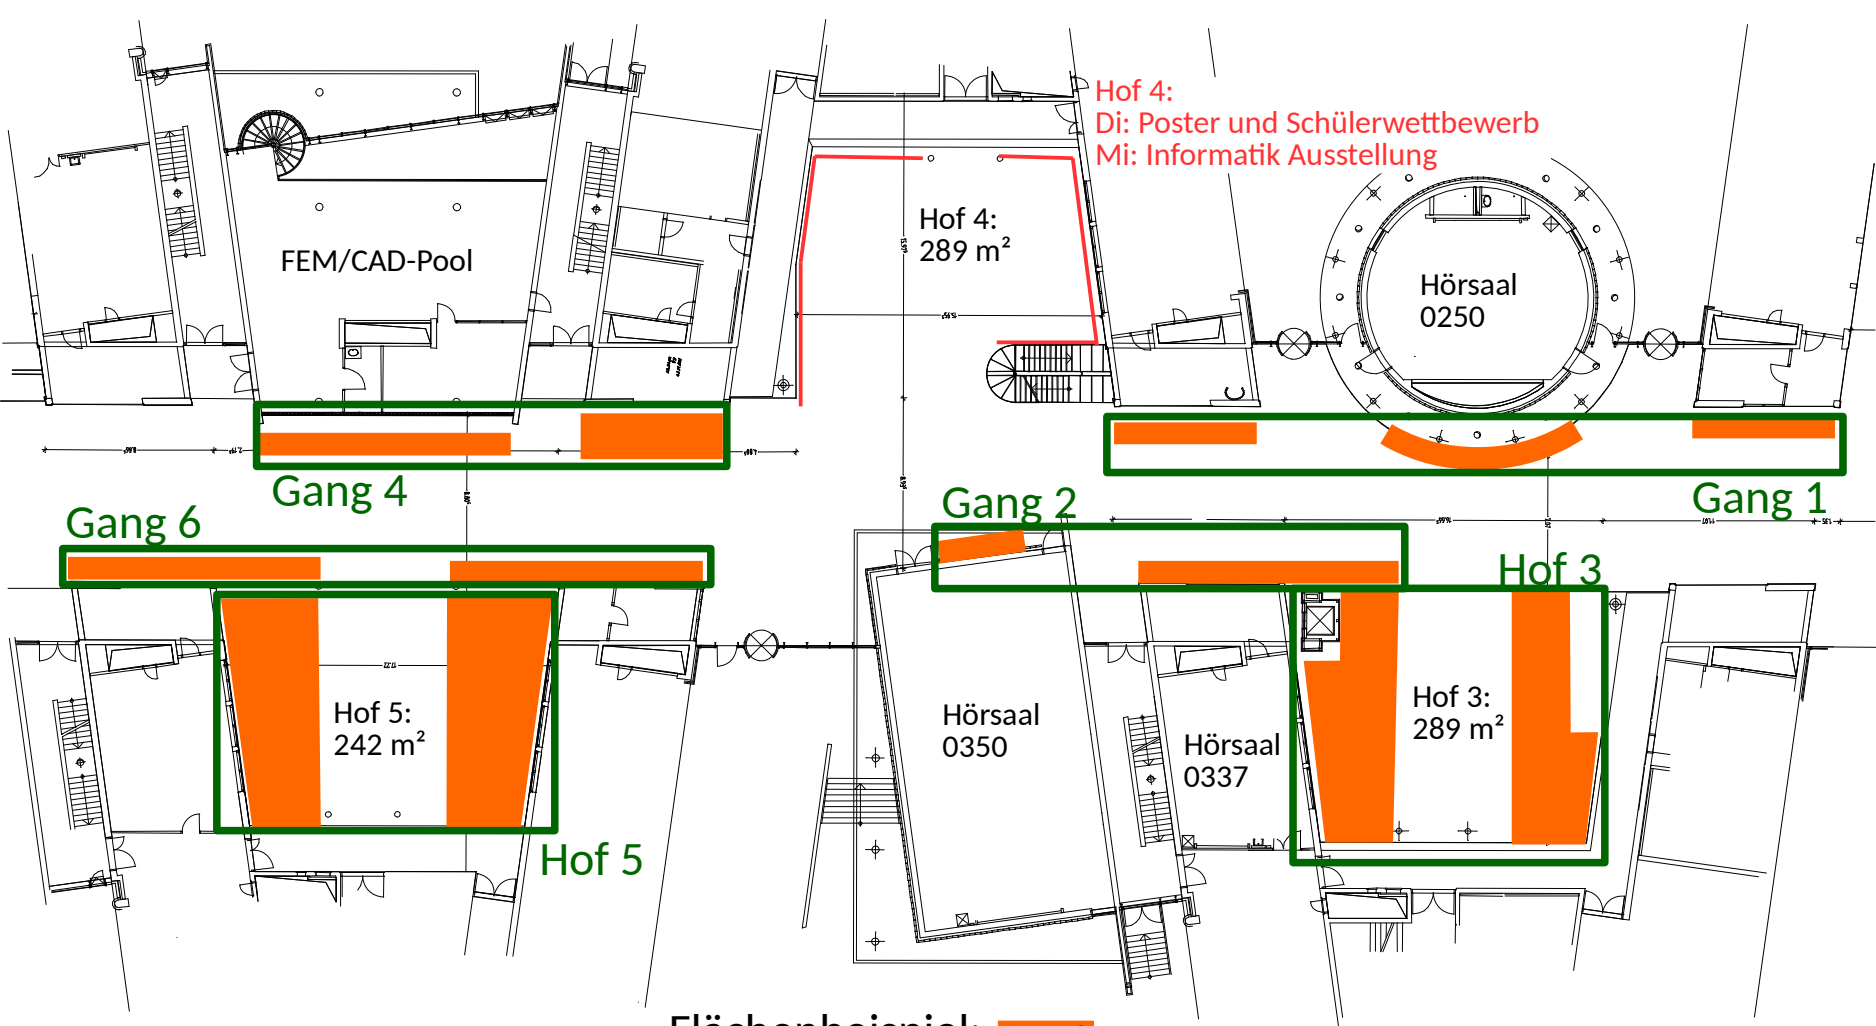 Hof 4:
Di: Poster und Schülerwettbewerb
Mi: Informatik Ausstellung
Hof 4:
289 m²
FEM/CAD-Pool
Hörsaal
0250
Gang 4
Gang 2
Gang 1
Gang 6
Hof 3
Hof 5:
242 m²
Hörsaal
0350
Hörsaal
0337
Hof 3:
289 m²
Hof 5
Flächenbeispiel: